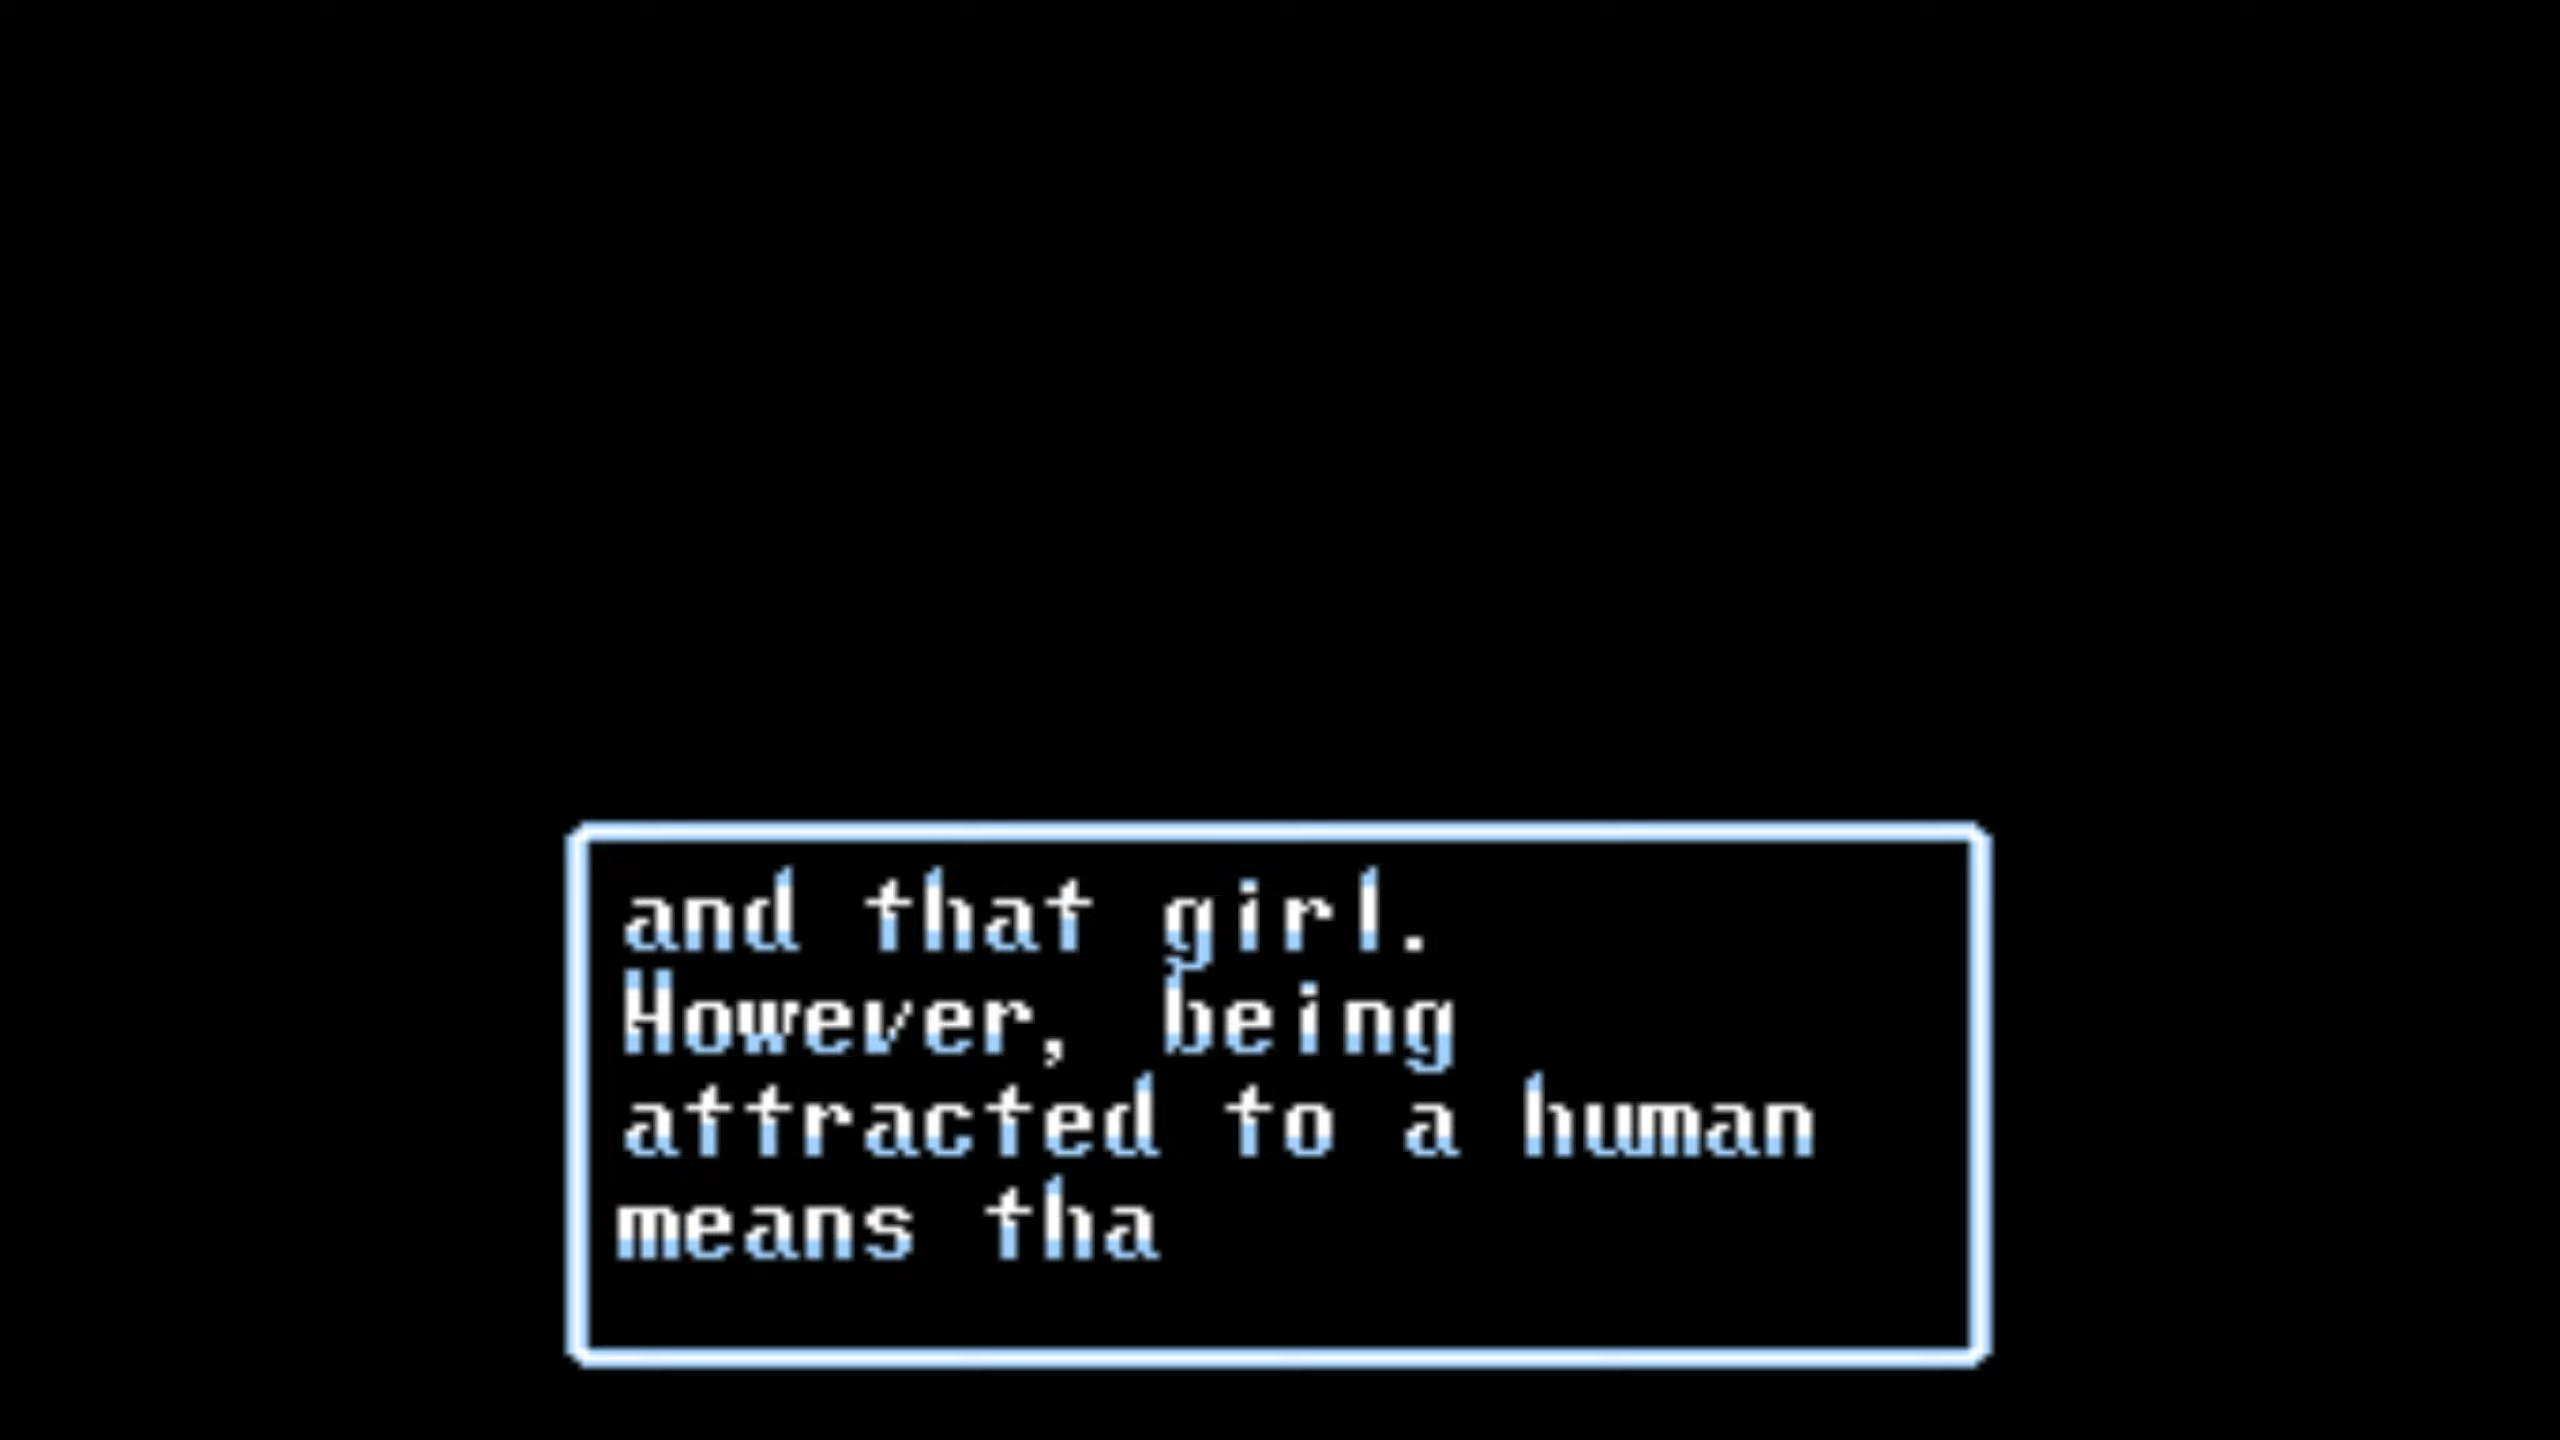 and that girl.
However, being
attracted to a human
means tha